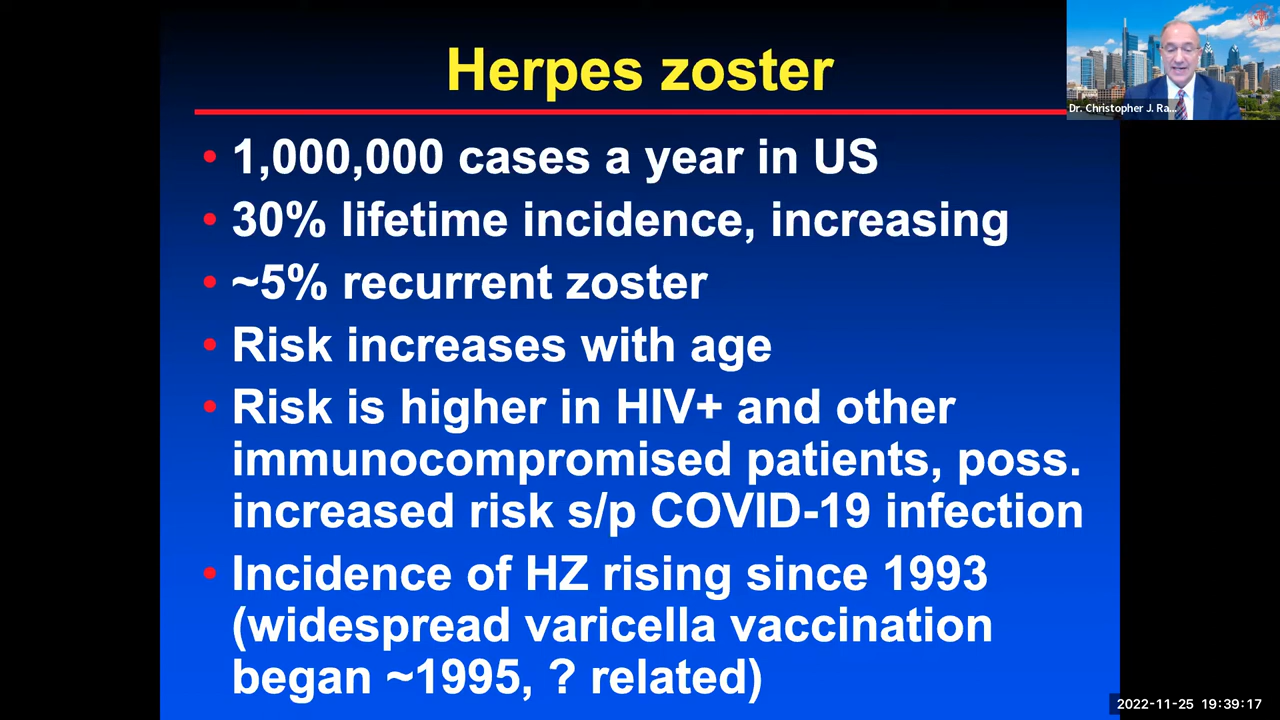 Herpes zoster
Dr. Christopher J. Ra...
• 1,000,000 cases a year in US
• 30% lifetime incidence, increasing
• ~5% recurrent zoster
• Risk increases with age
• Risk is higher in HIV+ and other
immunocompromised patients, poss.
increased risk s/p COVID-19 infection
• Incidence of HZ rising since 1993
(widespread varicella vaccination
began ~1995, ? related)
2022-11-25 19:39:17